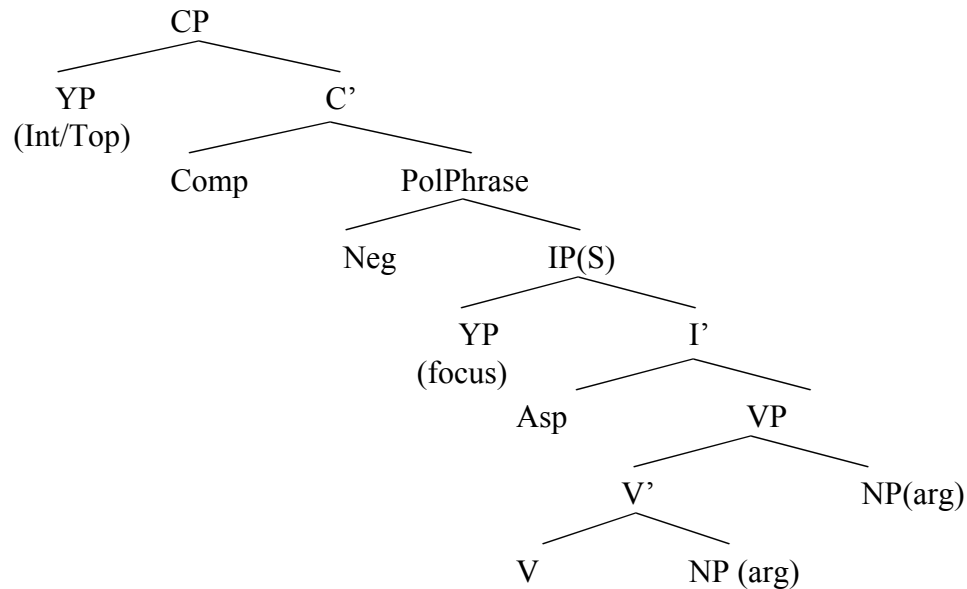 CP
YP C’
(Int/Top)
Comp PolPhrase
Neg IP(S)
YP I’
(focus)
Asp VP
V’ NP(arg)
V NP (arg)